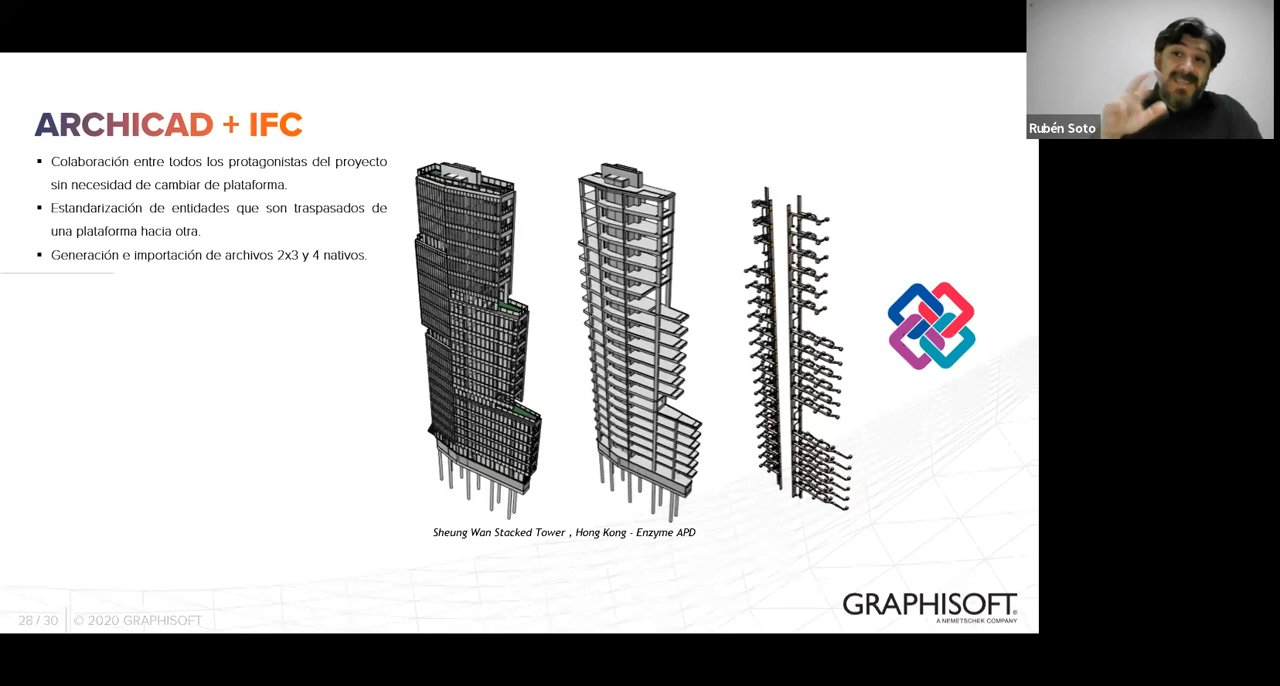 ARCHICAD + IFC
▪ Colaboración entre todos los protagonistas del proyecto
sin necesidad de cambiar de plataforma.
▪ Estandarización de entidades que son traspasados de
una plataforma hacia otra.
▪ Generación e importación de archivos 2x3 y 4 nativos.
Rubén Soto
Sheung Wan Stacked Tower , Hong Kong - Enzyme APD
28 / 30
© 2020 GRAPHISOFT
GRAPHISOFT®
A NEMETSCHEK COMPANY